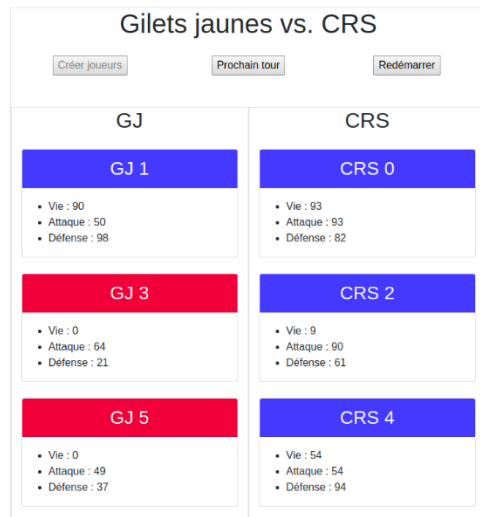 Gilets jaunes vs. CRS
Créer joueurs
Prochain tour
Redémarrer
GJ
GJ 1
Vie : 90
Attaque : 50
Défense : 98
GJ 3
Vie : 0
Attaque : 64
Défense : 21
GJ 5
Vie : 0
Attaque : 49
Défense : 37
CRS
CRS 0
Vie : 93
Attaque : 93
Défense : 82
CRS 2
Vie : 9
Attaque : 90
Défense : 61
CRS 4
Vie : 54
Attaque : 54
Défense : 94